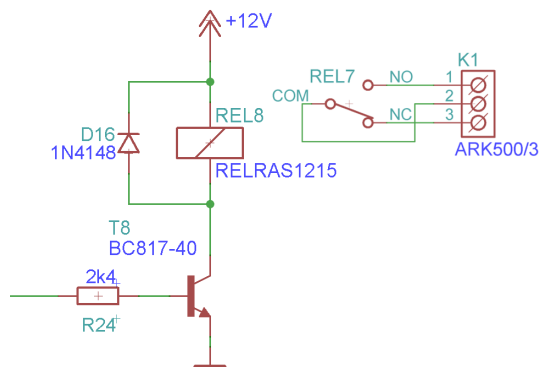 +12V
K1
REL7
NO
1
COM
2
NC
3
ARK500/3
REL8
D16
1N4148
RELRAS1215
T8
BC817-40
2k4
R24